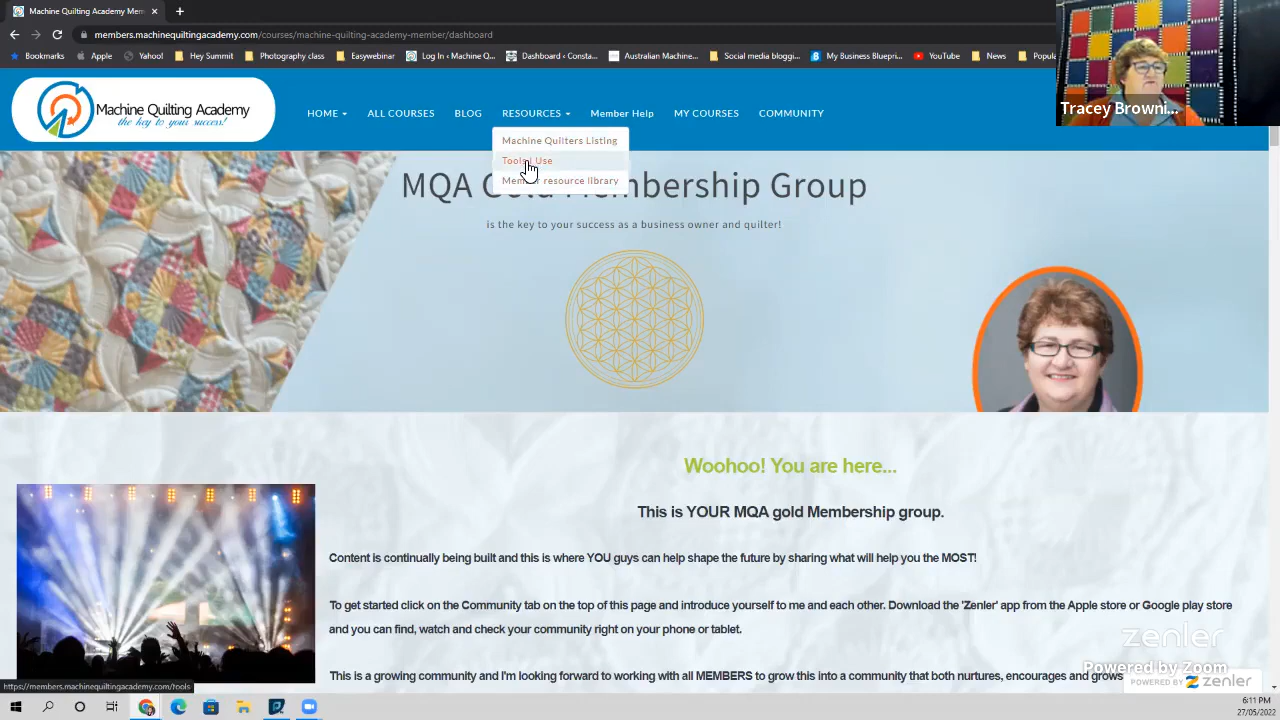 Machine Quilting Academy Memb
members.machinequiltingacademy.com/courses/machine-quilting-academy-member/dashboard
Bookmarks Apple Yahoo! Hey Summit Programs easywebinar Log In ‹ Machine Q... Dashboard - Consta... Australian Machine... Social media blog,... My Business Bluepri... YouTube News Popul
Tracey Browni...
Machine Quilting Academy
the key to your success!
HOME ALL COURSES BLOG RESOURCES Member Help MY COURSES COMMUNITY
Machine Quilters Listing
Tools I Use
Member resource library
MQA Gold Membership Group
is the key to your success as a business owner and quilter!
Woohoo! You are here...
This is YOUR MQA gold Membership group.
Content is continually being built and this is where YOU guys can help shape the future by sharing what will help you the MOST!
To get started click on the Community tab on the top of this page and introduce yourself to me and each other. Download the 'Zenler' app from the Apple store or Google play store
and you can find, watch and check your community right on your phone or tablet.
zenler
Powered by Zoom
This is a growing community and I'm looking forward to working with all MEMBERS to grow this into a community that both nurtures, encourages and grows
POWERED BY zenler
https://members.machinequiltingacademy.com/tools
6:11 PM
27/05/2022